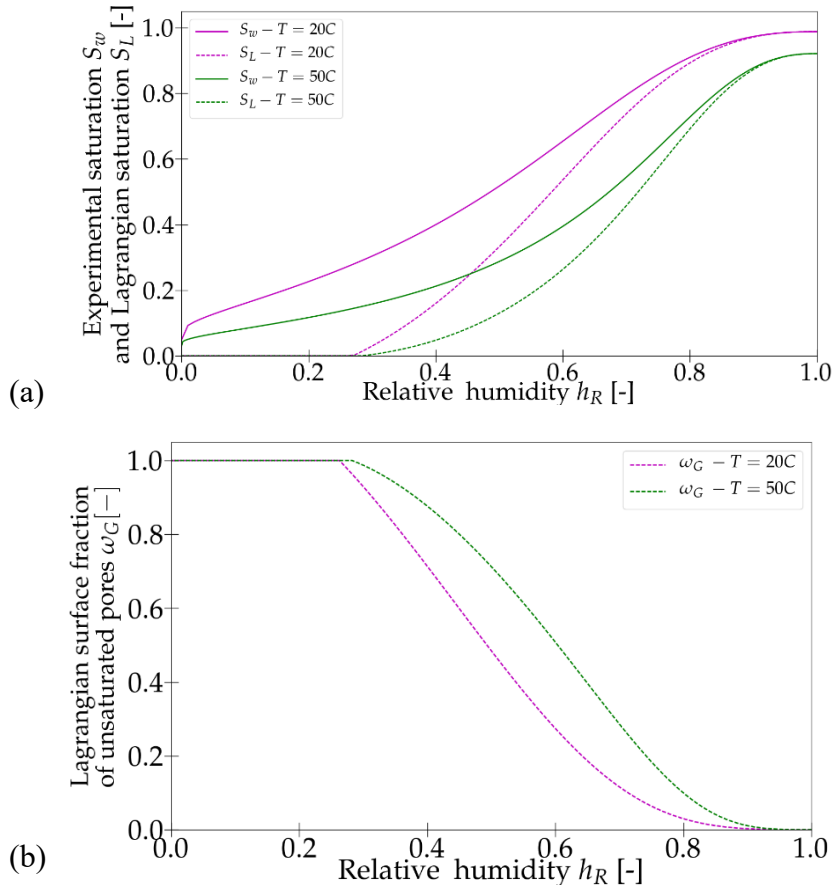 Experimental saturation S_w
and Lagrangian saturation S_L [-]
1.0
0.8
0.6
0.4
0.2
0.0
S_w − T = 20C
S_L − T = 20C
S_w − T = 50C
S_L − T = 50C
0.0 0.2 0.4 0.6 0.8 1.0
Relative humidity h_R [-]
(a)
Lagrangian surface fraction
of unsaturated pores ω_G[−]
1.0
0.8
0.6
0.4
0.2
0.0
ω_G − T = 20C
ω_G − T = 50C
0.0 0.2 0.4 0.6 0.8 1.0
Relative humidity h_R [-]
(b)